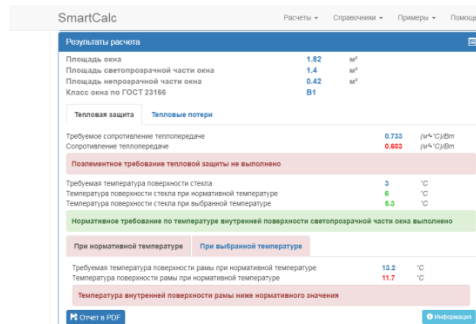 SmartCalc
Расчеты Справочники Примеры Помощь
Результаты расчета
Площадь окна 1.82 м²
Площадь светопрозрачной части окна 1.4 м²
Площадь непрозрачной части окна 0.42 м²
Класс окна по ГОСТ 23166 B1
Тепловая защита Тепловые потери
Требуемое сопротивление теплопередаче 0.733 (м²·°C)/Вт
Сопротивление теплопередаче 0.603 (м²·°C)/Вт
Поэлементное требование тепловой защиты не выполнено
Требуемая температура поверхности стекла 3 °C
Температура поверхности стекла при нормативной температуре 6 °C
Температура поверхности стекла при выбранной температуре 5.3 °C
Нормативное требование по температуре внутренней поверхности светопрозрачной части окна выполнено
При нормативной температуре При выбранной температуре
Требуемая температура поверхности рамы при нормативной температуре 13.2 °C
Температура поверхности рамы при нормативной температуре 11.7 °C
Температура внутренней поверхности рамы ниже нормативного значения
Отчет в PDF Информация